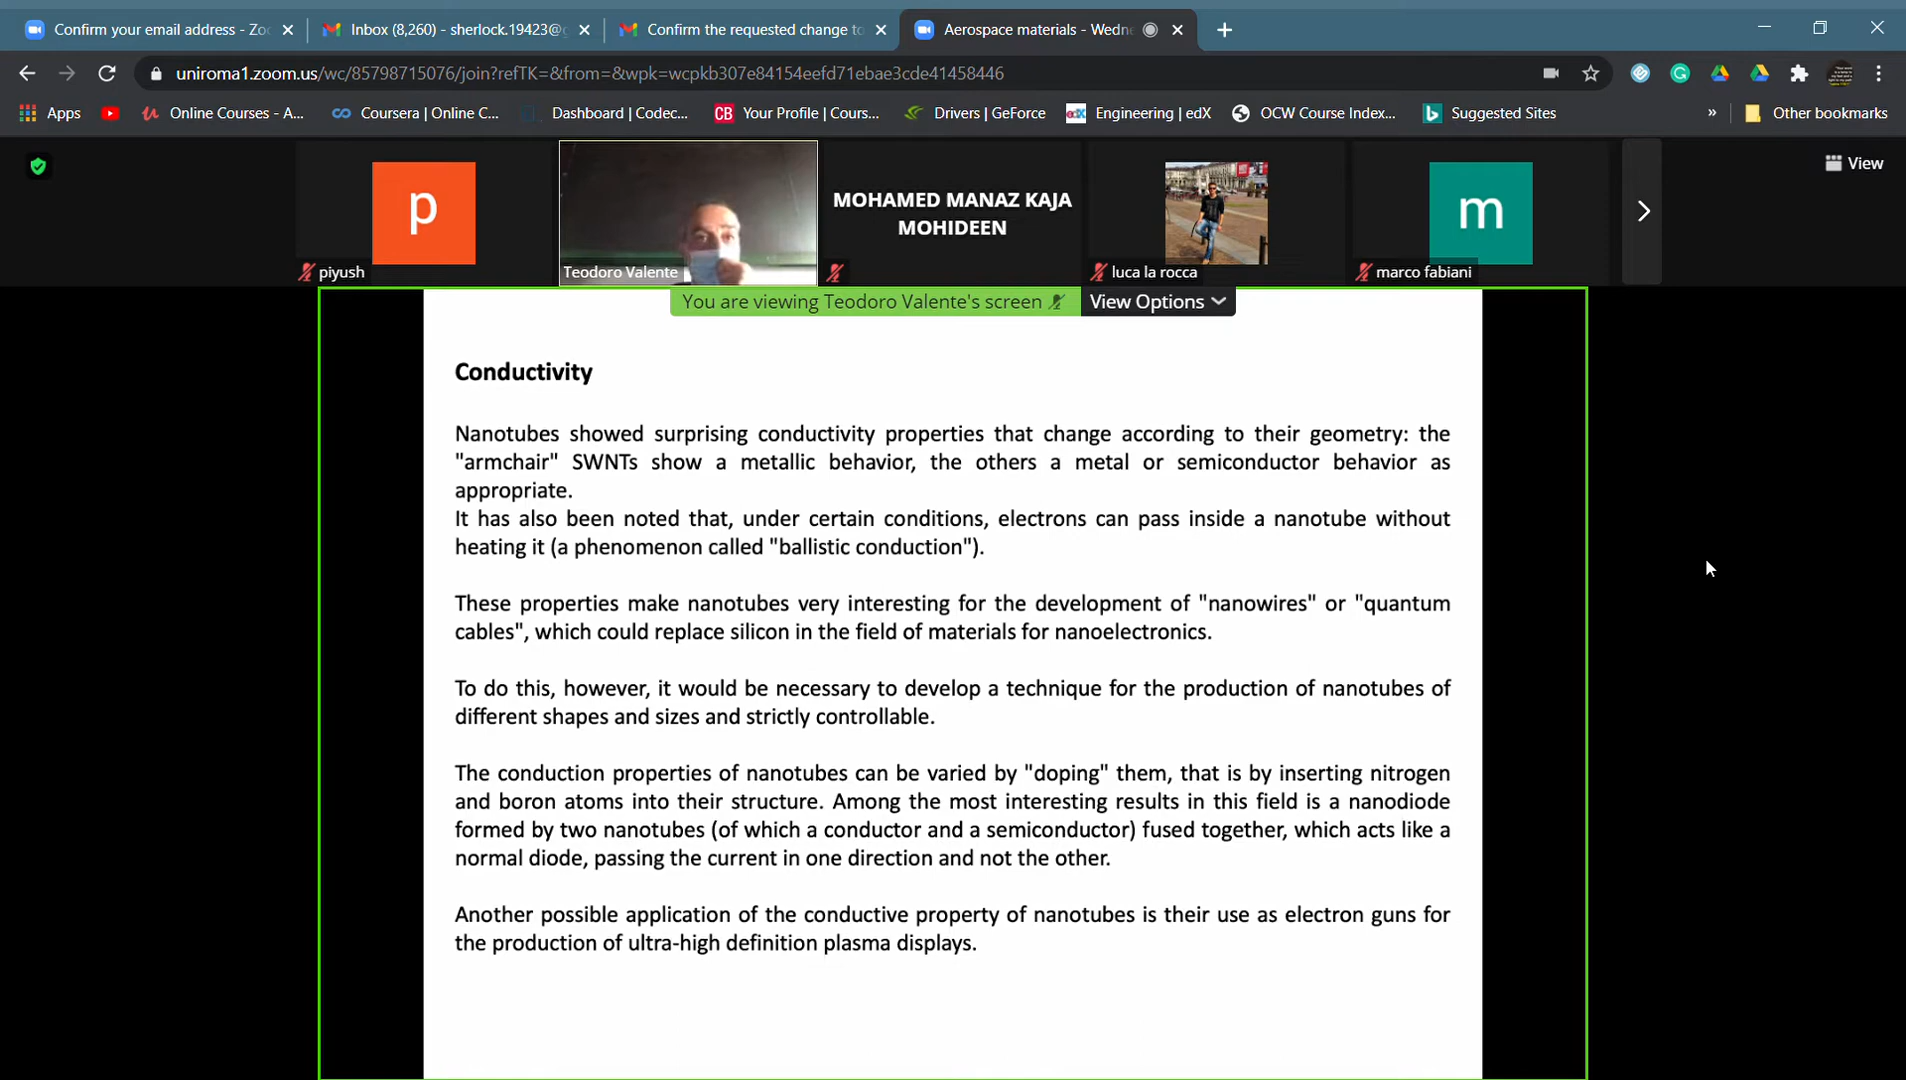 Confirm your email address - Zo
Inbox (8,260) - sherlock.19423@g
Confirm the requested change to
Aerospace materials - Wedne
uniroma1.zoom.us/wc/85798715076/join?refTK=&from=&wpk=wcpkb307e84154eefd71ebae3cde41458446
Apps
Online Courses - A...
Coursera | Online C...
Dashboard | Codec...
CB
Your Profile | Cours...
Drivers | GeForce
edX
Engineering | edX
OCW Course Index...
Suggested Sites
»
Other bookmarks
p
piyush
Teodoro Valente
MOHAMED MANAZ KAJA
MOHIDEEN
luca la rocca
m
marco fabiani
View
You are viewing Teodoro Valente's screen
View Options
Conductivity
Nanotubes showed surprising conductivity properties that change according to their geometry: the
"armchair" SWNTs show a metallic behavior, the others a metal or semiconductor behavior as
appropriate.
It has also been noted that, under certain conditions, electrons can pass inside a nanotube without
heating it (a phenomenon called "ballistic conduction").
These properties make nanotubes very interesting for the development of "nanowires" or "quantum
cables", which could replace silicon in the field of materials for nanoelectronics.
To do this, however, it would be necessary to develop a technique for the production of nanotubes of
different shapes and sizes and strictly controllable.
The conduction properties of nanotubes can be varied by "doping" them, that is by inserting nitrogen
and boron atoms into their structure. Among the most interesting results in this field is a nanodiode
formed by two nanotubes (of which a conductor and a semiconductor) fused together, which acts like a
normal diode, passing the current in one direction and not the other.
Another possible application of the conductive property of nanotubes is their use as electron guns for
the production of ultra-high definition plasma displays.